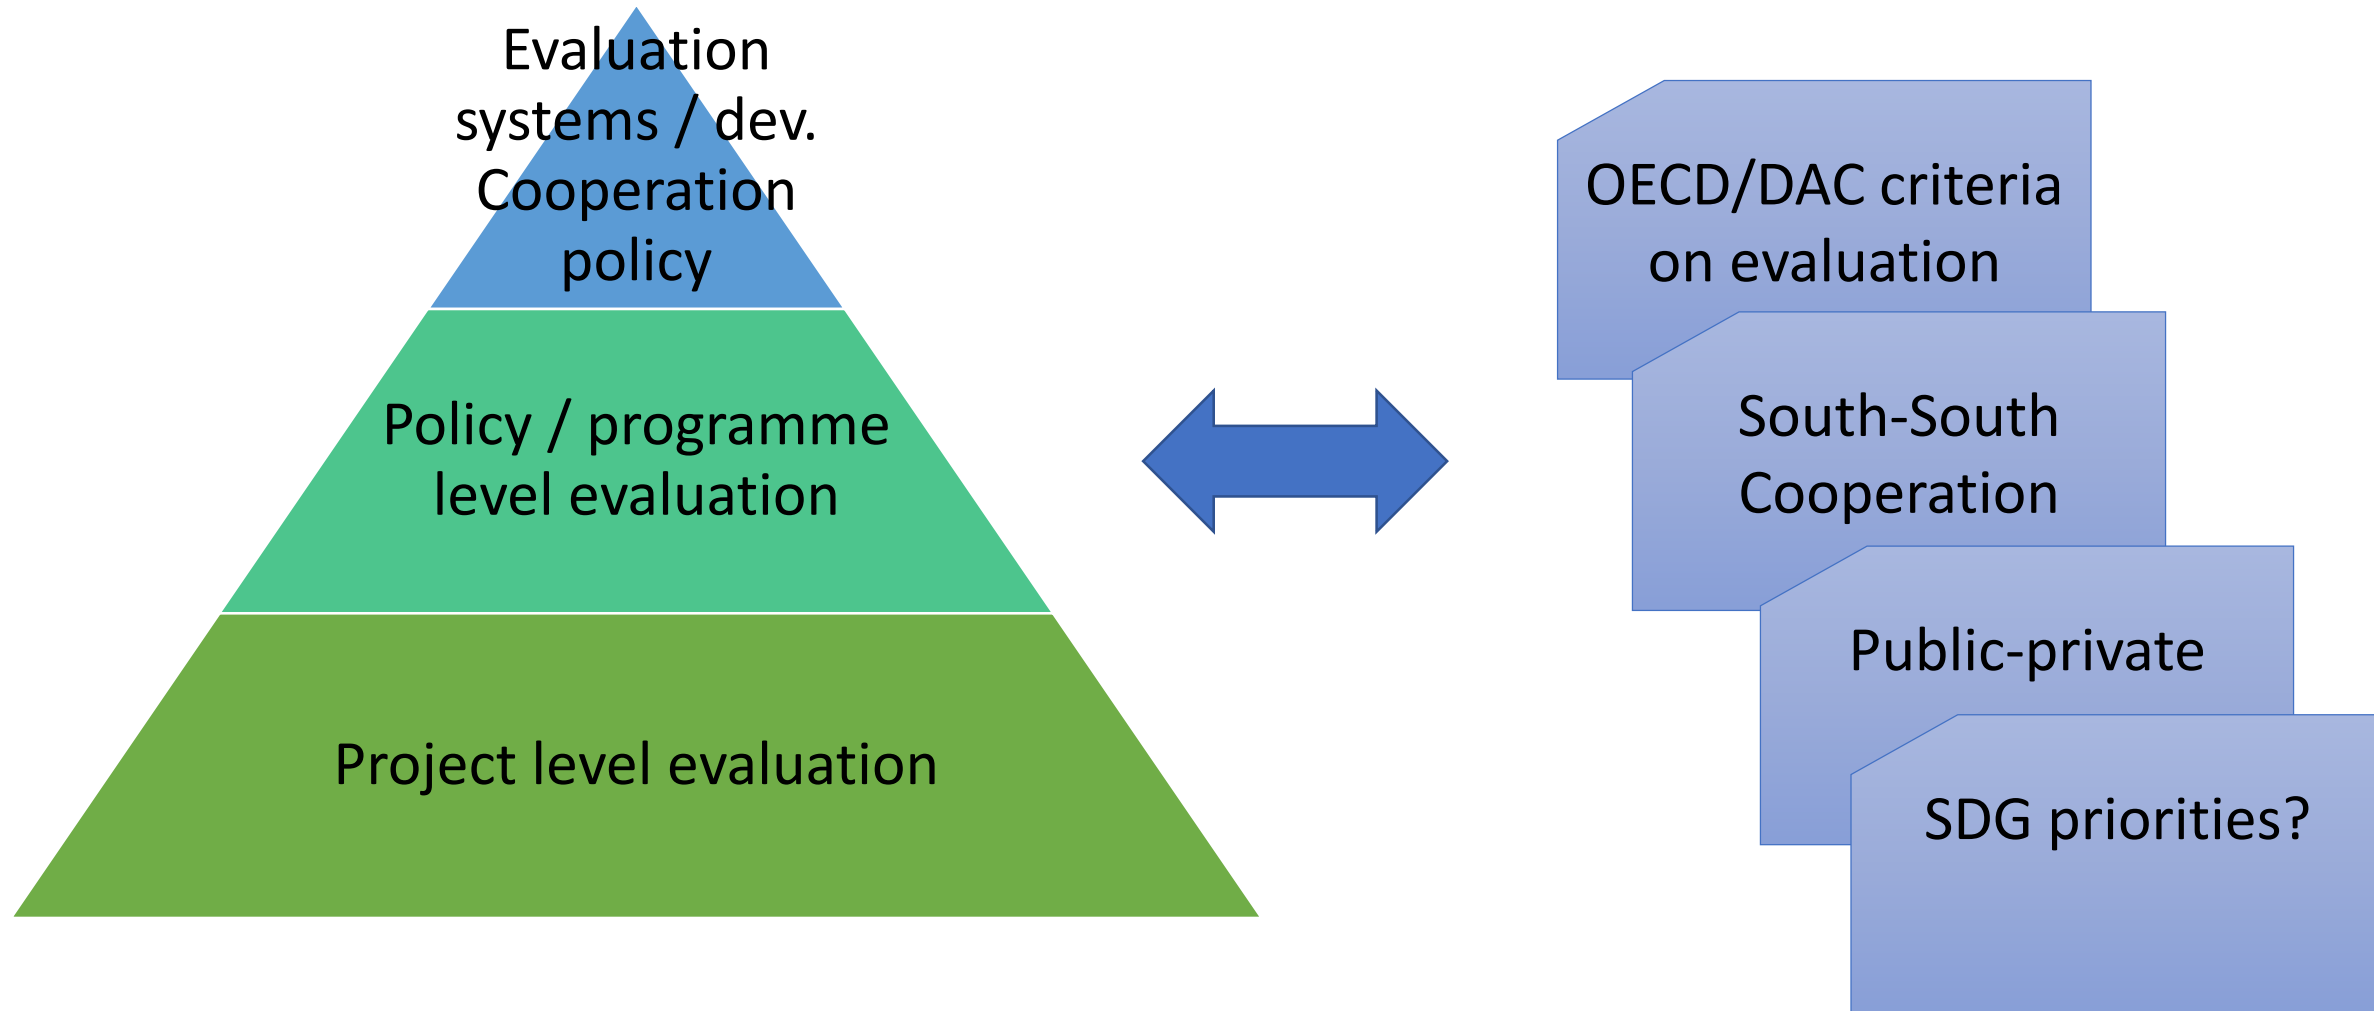 Evaluation
systems / dev.
Cooperation
policy
Policy / programme
level evaluation
Project level evaluation
OECD/DAC criteria
on evaluation
South-South
Cooperation
Public-private
SDG priorities?